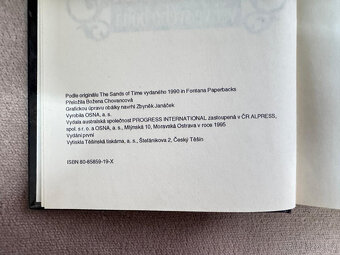 Podle originálu The Sands of Time vydaného 1990 in Fontana Paperbacks
Přeložila Božena Chovancová
Grafickou úpravu obálky navrhl Zbyněk Janáček
Vyrobila OSNA, a. s.
Vydala australská společnost PROGRESS INTERNATIONAL zastoupená v ČR ALPRESS,
spol. s r. o. a OSNA, a. s., Mlýnská 10, Moravská Ostrava v roce 1995
Vydání první
Vytiskla Těšínská tiskárna, a. s., Štefánikova 2, Český Těšín
ISBN 80-85859-19-X